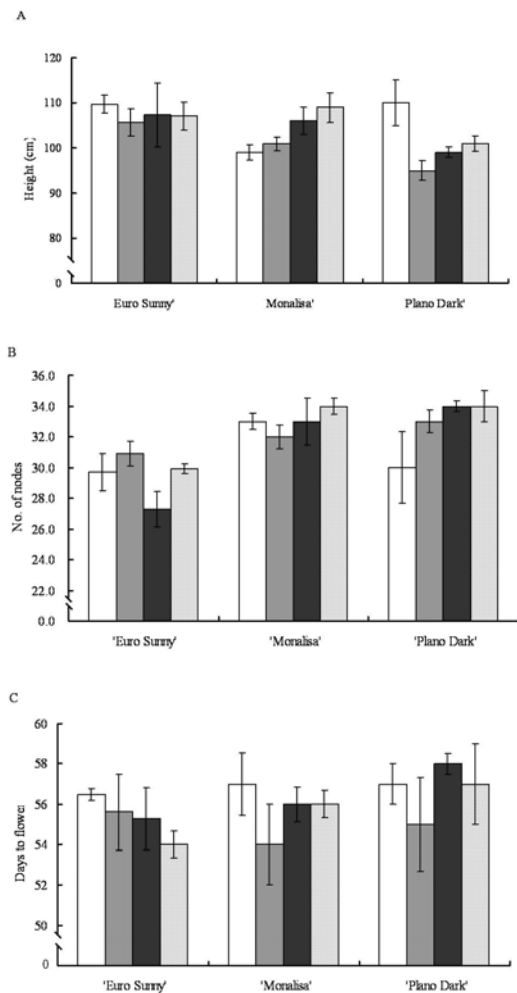 A
120
110
100
90
80
0
Height (cm)
Euro Sunny' Monalisa' Plano Dark'
B
36.0
34.0
32.0
30.0
28.0
26.0
24.0
22.0
0.0
No. of nodes
'Euro Sunny' 'Monalisa' 'Plano Dark'
C
60
58
56
54
52
50
0
Days to flowe:
'Euro Sunny' 'Monalisa' 'Plano Dark'